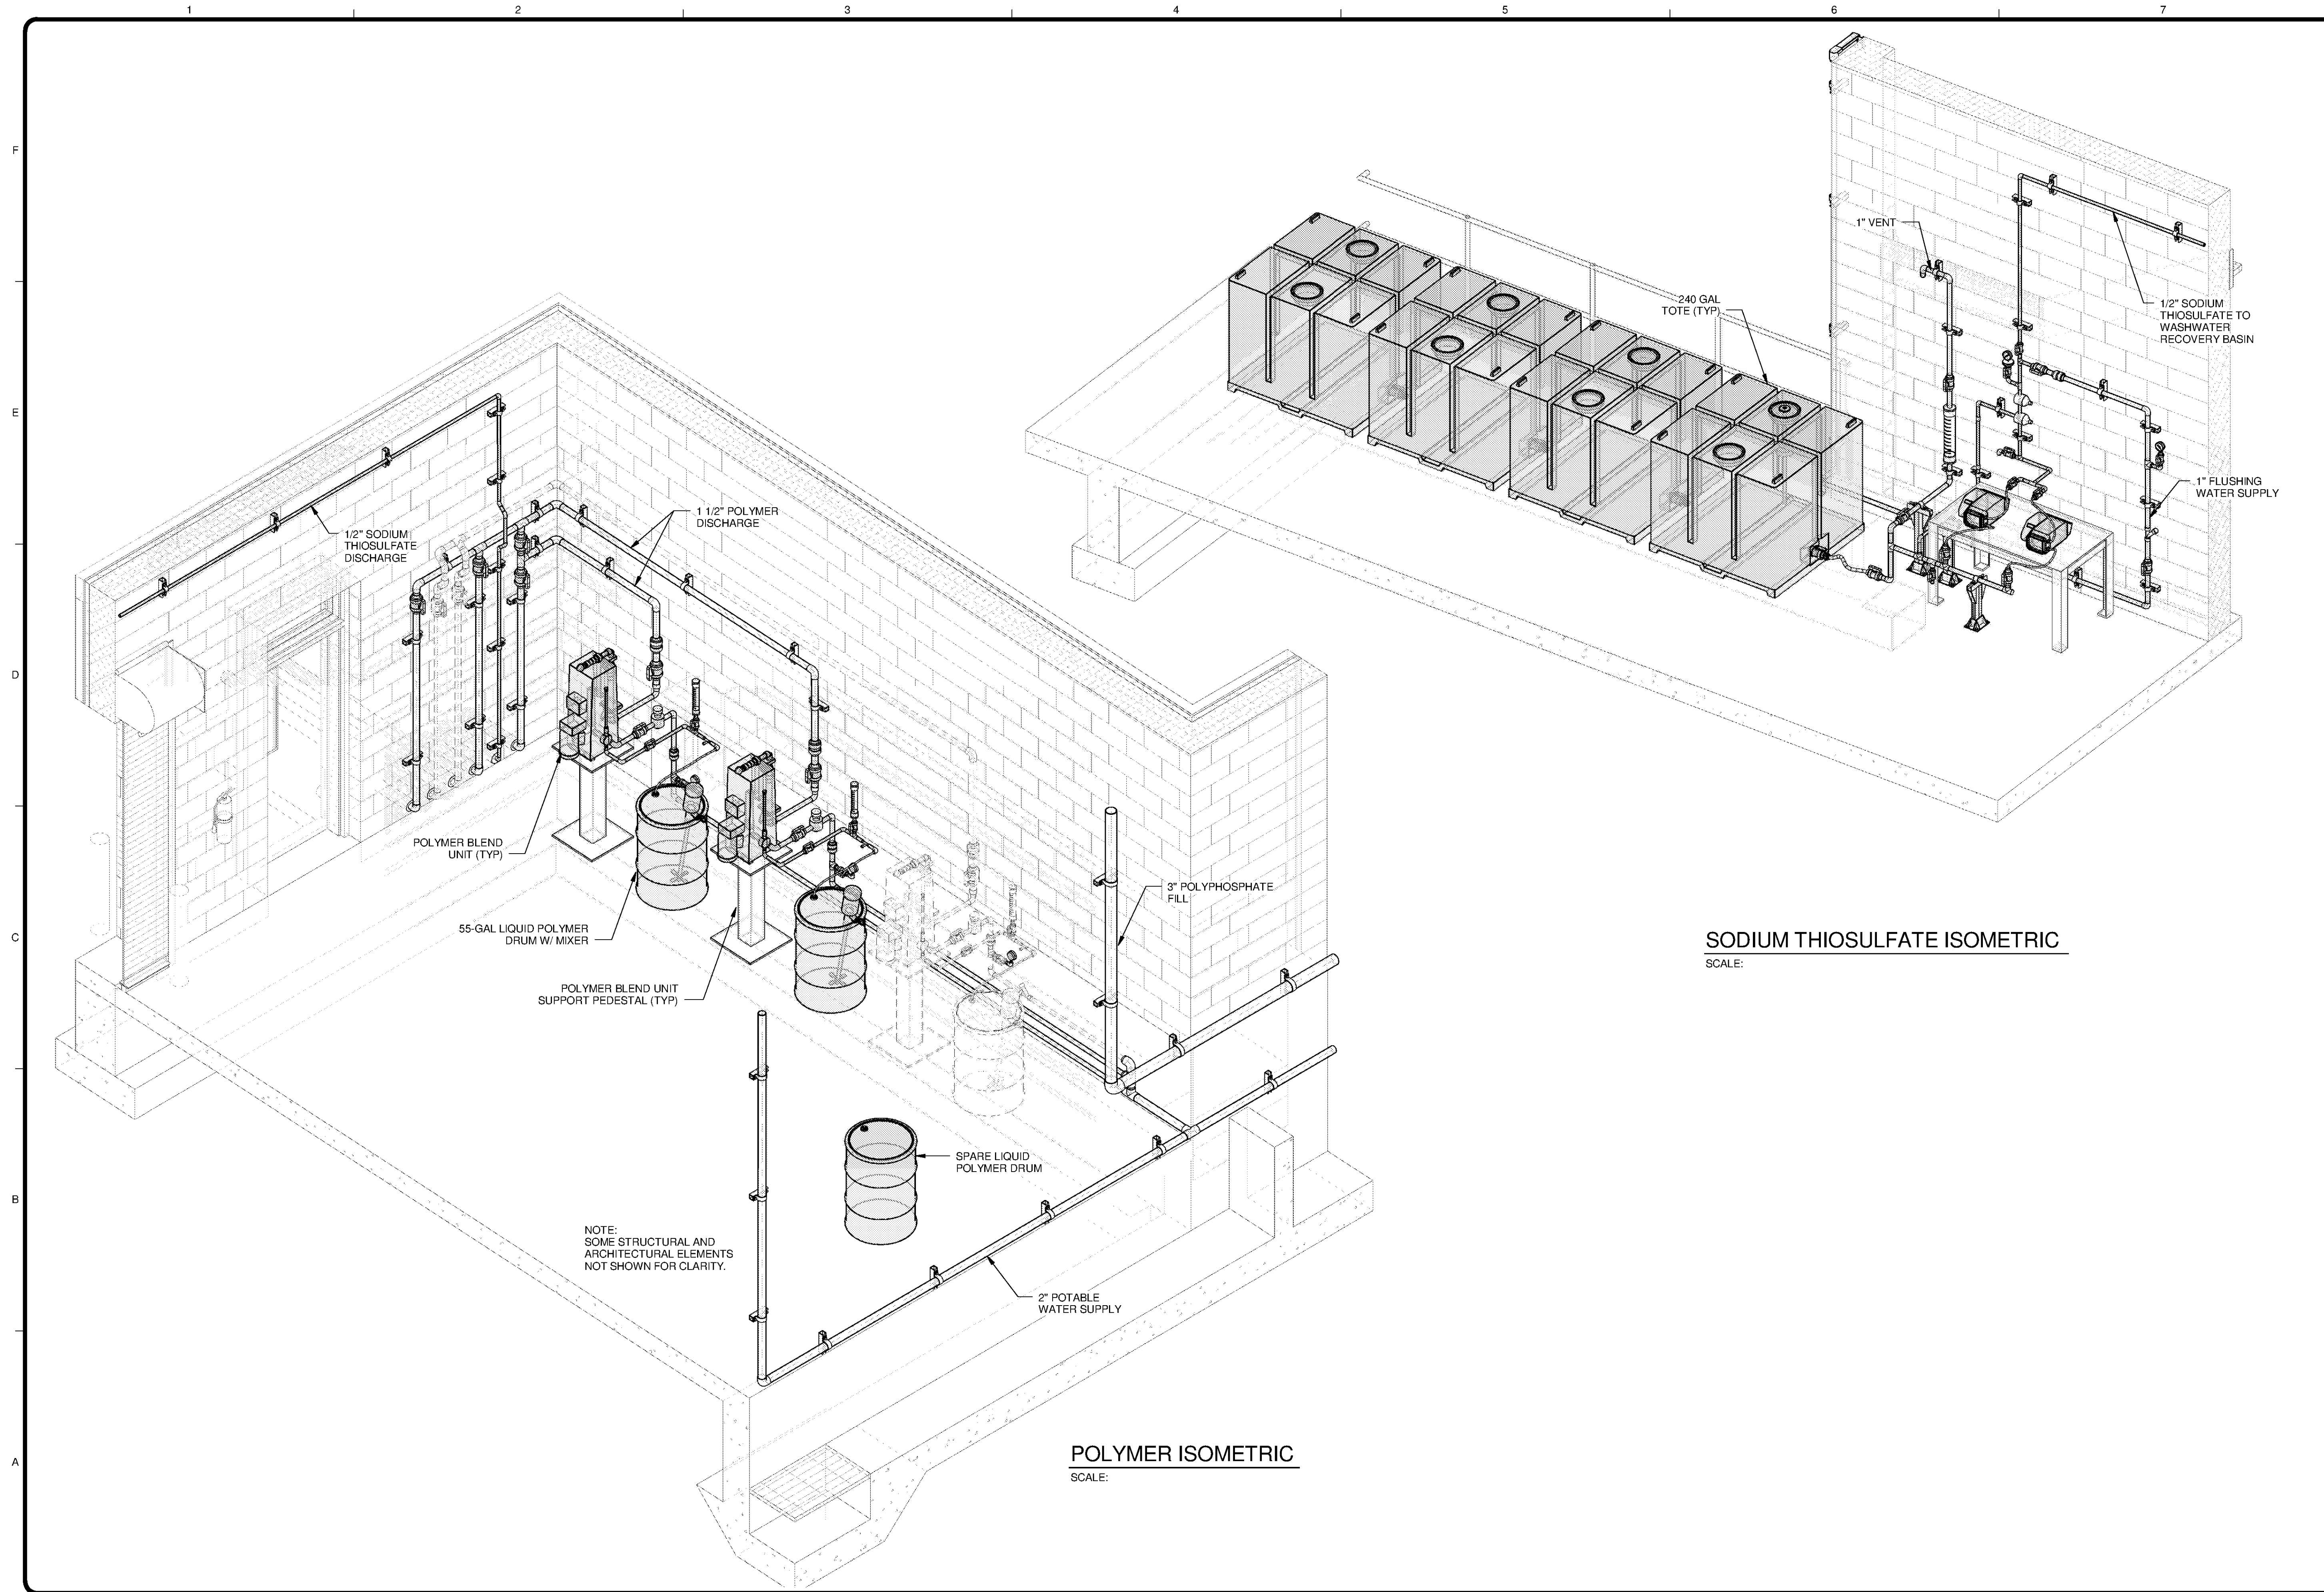 1 2 3 4 5 6 7
F
E
D
C
B
A
1" VENT
240 GAL
TOTE (TYP)
1/2" SODIUM
THIOSULFATE TO
WASHWATER
RECOVERY BASIN
1" FLUSHING
WATER SUPPLY
SODIUM THIOSULFATE ISOMETRIC
SCALE:
1/2" SODIUM
THIOSULFATE
DISCHARGE
1 1/2" POLYMER
DISCHARGE
POLYMER BLEND
UNIT (TYP)
55-GAL LIQUID POLYMER
DRUM W/ MIXER
POLYMER BLEND UNIT
SUPPORT PEDESTAL (TYP)
3" POLYPHOSPHATE
FILL
SPARE LIQUID
POLYMER DRUM
NOTE:
SOME STRUCTURAL AND
ARCHITECTURAL ELEMENTS
NOT SHOWN FOR CLARITY.
2" POTABLE
WATER SUPPLY
POLYMER ISOMETRIC
SCALE: